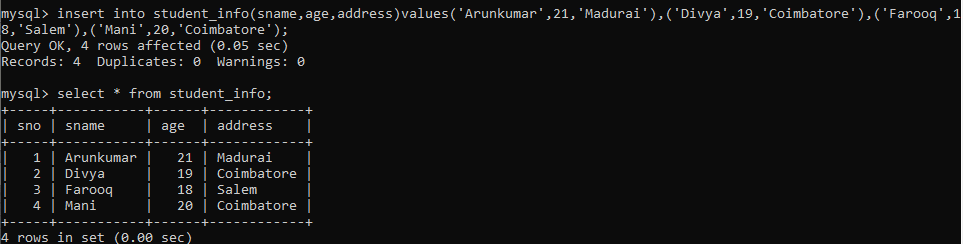 mysql> insert into student_info(sname,age,address)values('Arunkumar',21,'Madurai'),('Divya',19,'Coimbatore'),('Farooq',1
8,'Salem'),('Mani',20,'Coimbatore');
Query OK, 4 rows affected (0.05 sec)
Records: 4  Duplicates: 0  Warnings: 0

mysql> select * from student_info;
+-----+-----------+------+------------+
| sno | sname     | age  | address    |
+-----+-----------+------+------------+
|   1 | Arunkumar |   21 | Madurai    |
|   2 | Divya     |   19 | Coimbatore |
|   3 | Farooq    |   18 | Salem      |
|   4 | Mani      |   20 | Coimbatore |
+-----+-----------+------+------------+
4 rows in set (0.00 sec)